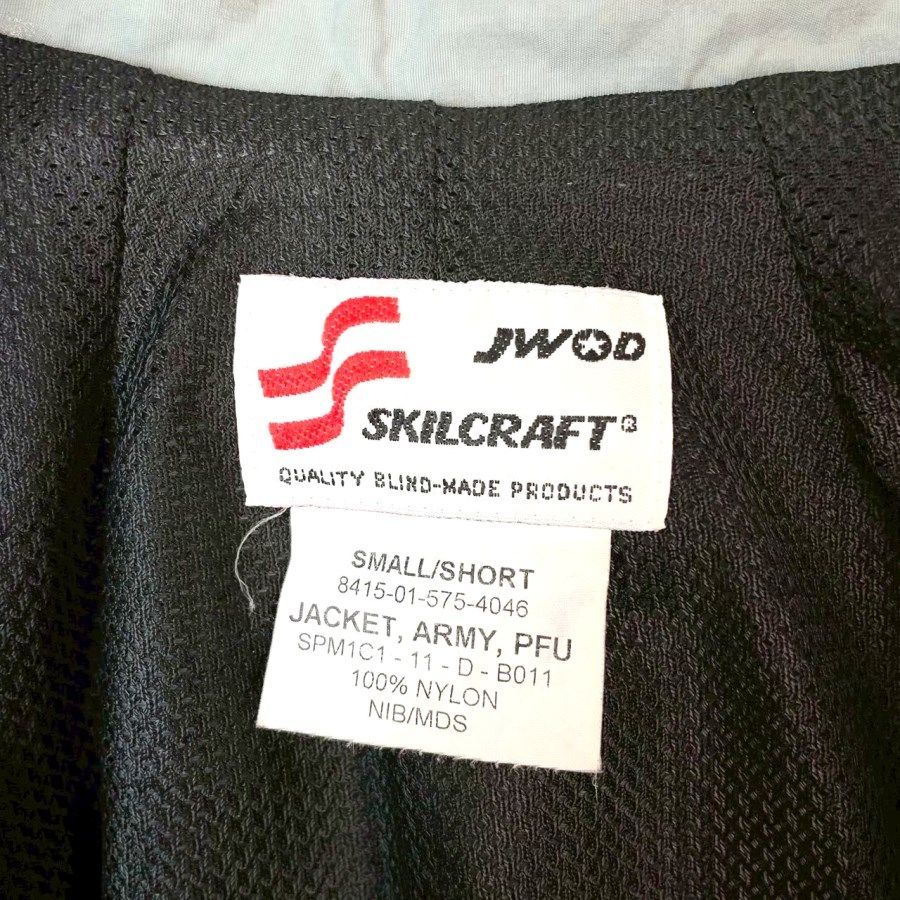 JWOD
SKILCRAFT®
QUALITY BLIND-MADE PRODUCTS
SMALL/SHORT
8415-01-575-4046
JACKET, ARMY, PFU
SPM1C1 - 11 - D - B011
100% NYLON
NIB/MDS